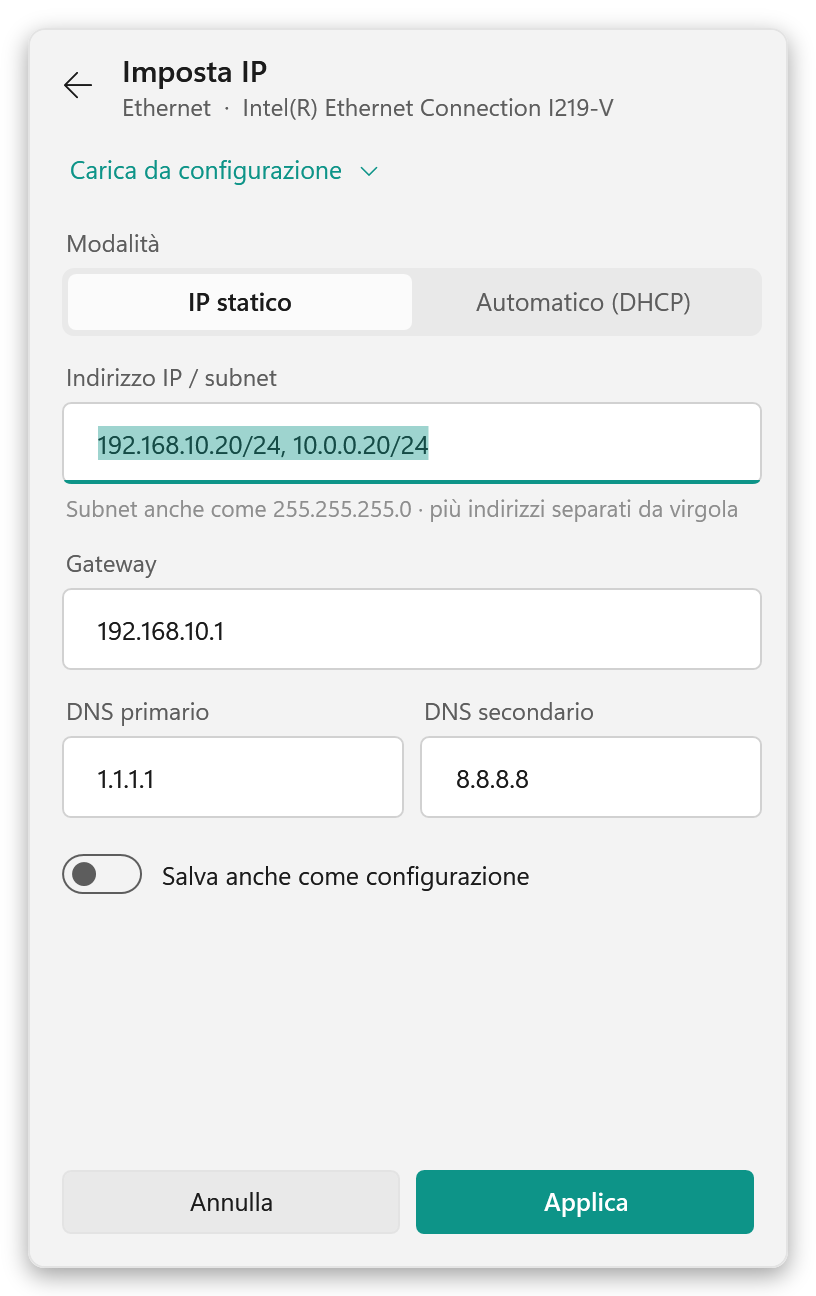 Imposta IP
Ethernet · Intel(R) Ethernet Connection I219-V
Carica da configurazione
Modalità
IP statico
Automatico (DHCP)
Indirizzo IP / subnet
192.168.10.20/24, 10.0.0.20/24
Subnet anche come 255.255.255.0 · più indirizzi separati da virgola
Gateway
192.168.10.1
DNS primario
DNS secondario
1.1.1.1
8.8.8.8
Salva anche come configurazione
Annulla
Applica